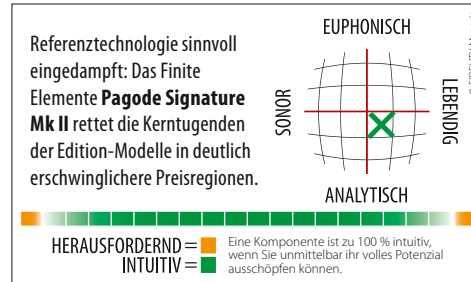 Referenztechnologie sinnvoll
eingedampft: Das Finite
Elemente Pagode Signature
Mk II rettet die Kerntugenden
der Edition-Modelle in deutlich
erschwinglichere Preisregionen.
EUPHONISCH
SONOR
LEBENDIG
ANALYTISCH
HERAUSFORDERND =
INTUITIV =
Eine Komponente ist zu 100 % intuitiv,
wenn Sie unmittelbar ihr volles Potenzial
ausschöpfen können.